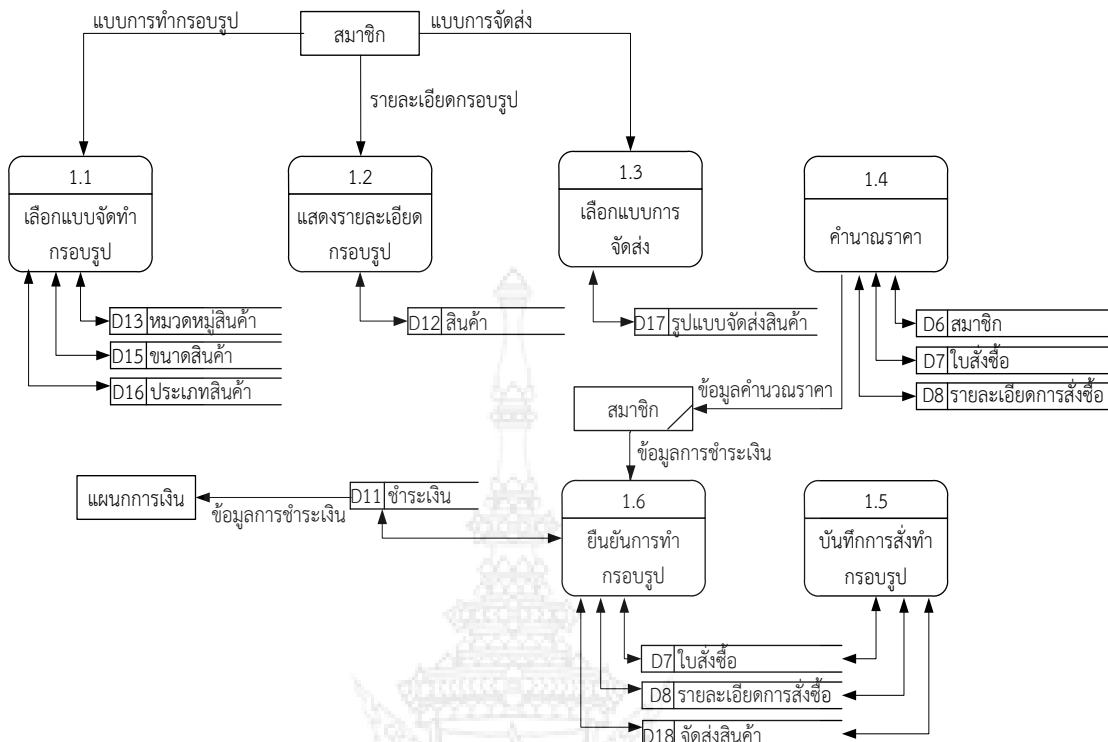 แบบการทำกรอบรูป
สมาชิก
แบบการจัดส่ง
รายละเอียดกรอบรูป
1.1
เลือกแบบจัดทำ
กรอบรูป
1.2
แสดงรายละเอียด
กรอบรูป
1.3
เลือกแบบการ
จัดส่ง
1.4
คำนาณราคา
D13 หมวดหมู่สินค้า
D15 ขนาดสินค้า
D16 ประเภทสินค้า
D12 สินค้า
D17 รูปแบบจัดส่งสินค้า
D6 สมาชิก
D7 ใบสั่งซื้อ
D8 รายละเอียดการสั่งซื้อ
สมาชิก
ข้อมูลคำนวณราคา
ข้อมูลการชำระเงิน
แผนกการเงิน
ข้อมูลการชำระเงิน
D11 ชำระเงิน
1.6
ยืนยันการทำ
กรอบรูป
1.5
บันทึกการสั่งทำ
กรอบรูป
D7 ใบสั่งซื้อ
D8 รายละเอียดการสั่งซื้อ
D18 จัดส่งสินค้า